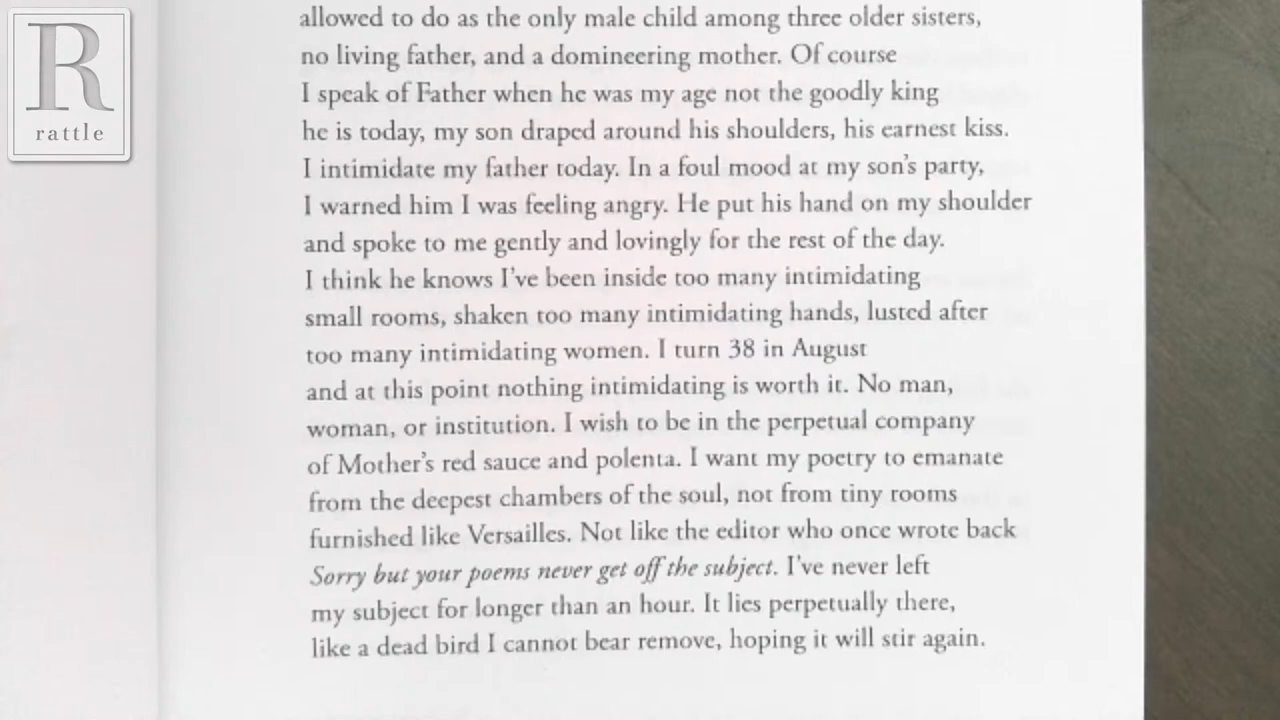 R
rattle
allowed to do as the only male child among three older sisters,
no living father, and a domineering mother. Of course
I speak of Father when he was my age not the goodly king
he is today, my son draped around his shoulders, his earnest kiss.
I intimidate my father today. In a foul mood at my son's party,
I warned him I was feeling angry. He put his hand on my shoulder
and spoke to me gently and lovingly for the rest of the day.
I think he knows I've been inside too many intimidating
small rooms, shaken too many intimidating hands, lusted after
too many intimidating women. I turn 38 in August
and at this point nothing intimidating is worth it. No man,
woman, or institution. I wish to be in the perpetual company
of Mother's red sauce and polenta. I want my poetry to emanate
from the deepest chambers of the soul, not from tiny rooms
furnished like Versailles. Not like the editor who once wrote back
Sorry but your poems never get off the subject. I've never left
my subject for longer than an hour. It lies perpetually there,
like a dead bird I cannot bear remove, hoping it will stir again.